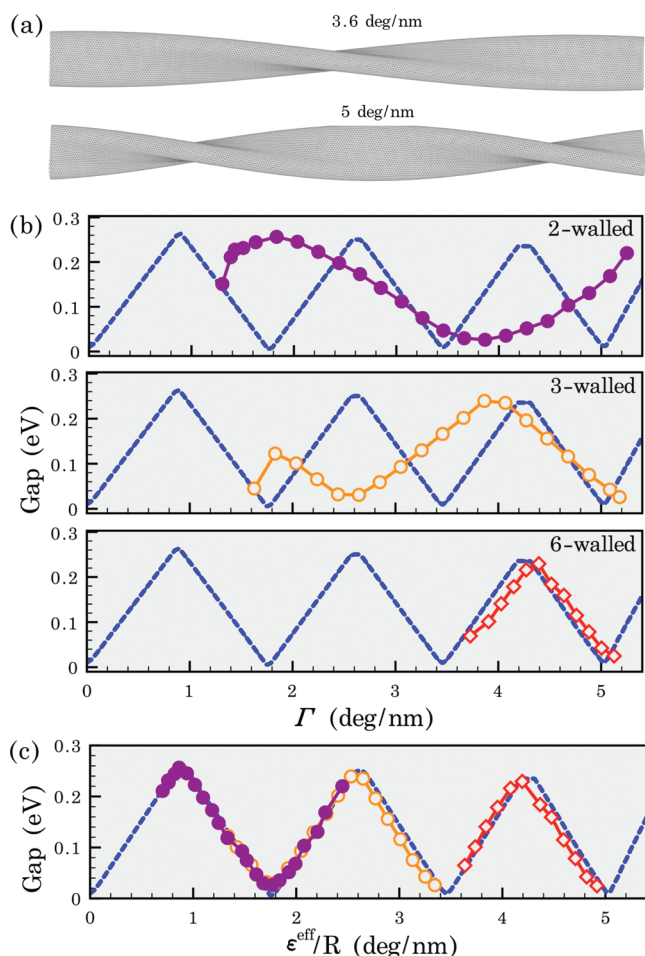 (a)
3.6 deg/nm
5 deg/nm
(b)
0.3
0.2
0.1
0
2-walled
0.3
0.2
0.1
0
3-walled
Gap (eV)
0.3
0.2
0.1
0
6-walled
0 1 2 3 4 5
Γ (deg/nm)
(c)
0.3
0.2
0.1
0
Gap (eV)
0 1 2 3 4 5
ε^eff/R (deg/nm)